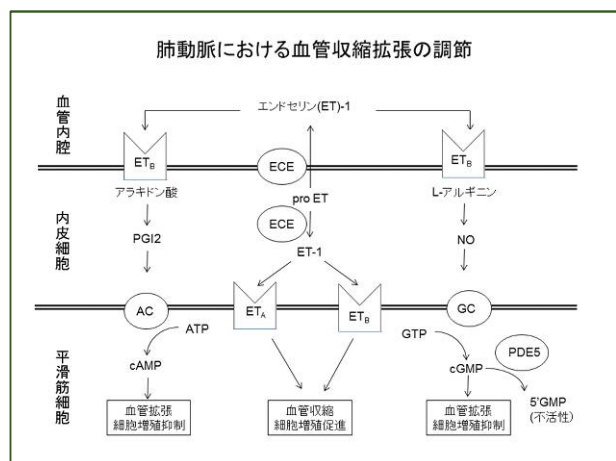 肺動脈における血管収縮拡張の調節
血管内腔
エンドセリン(ET)-1
ETB
ECE
ETB
アラキドン酸
L-アルギニン
pro ET
内皮細胞
ECE
PGI2
NO
ET-1
AC
ETA
ETB
GC
ATP
GTP
PDE5
平滑筋細胞
cAMP
cGMP
血管拡張
細胞増殖抑制
血管収縮
細胞増殖促進
血管拡張
細胞増殖抑制
5'GMP
(不活性)